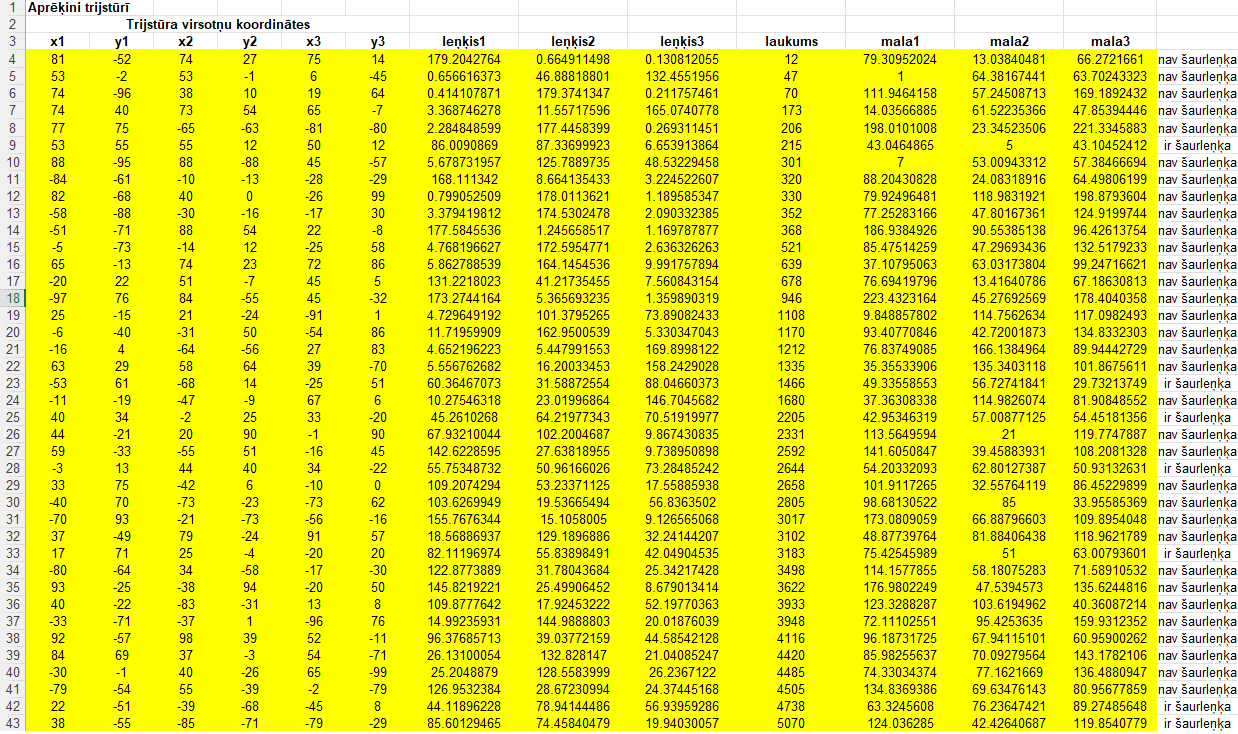 1 Aprēķini trijstūrī
2 Trijstūra virsotņu koordinātes
3 x1 y1 x2 y2 x3 y3 leņķis1 leņķis2 leņķis3 laukums mala1 mala2 mala3
4 81 -52 74 27 75 14 179.2042764 0.664911498 0.130812055 12 79.30952024 13.03840481 66.2721661 nav šaurleņķa
5 53 -2 53 -1 6 -45 0.656616373 46.88818801 132.4551956 47 1 64.38167441 63.70243323 nav šaurleņķa
6 74 -96 38 10 19 64 0.414107871 179.3741347 0.211757461 70 111.9464158 57.24508713 169.1892432 nav šaurleņķa
7 74 40 73 54 65 -7 3.368746278 11.55717596 165.0740778 173 14.03566885 61.52235366 47.85394446 nav šaurleņķa
8 77 75 -65 -63 -81 -80 2.284848599 177.4458399 0.269311451 206 198.0101008 23.34523506 221.3345883 nav šaurleņķa
9 53 55 55 12 50 12 86.0090869 87.33699923 6.653913864 215 43.0464865 5 43.10452412 ir šaurleņķa
10 88 -95 88 -88 45 -57 5.678731957 125.7889735 48.53229458 301 7 53.00943312 57.38466694 nav šaurleņķa
11 -84 -61 -10 -13 -28 -29 168.111342 8.664135433 3.224522607 320 88.20430828 24.08318916 64.49806199 nav šaurleņķa
12 82 -68 40 0 -26 99 0.799052509 178.0113621 1.189585347 330 79.92496481 118.9831921 198.8793604 nav šaurleņķa
13 -58 -88 -30 -16 -17 30 3.379419812 174.5302478 2.090332385 352 77.25283166 47.80167361 124.9199744 nav šaurleņķa
14 -51 -71 88 54 22 -8 177.5845536 1.245658517 1.169787877 368 186.9384926 90.55385138 96.42613754 nav šaurleņķa
15 -5 -73 -14 12 -25 58 4.768196627 172.5954771 2.636326263 521 85.47514259 47.29693436 132.5179233 nav šaurleņķa
16 65 -13 74 23 72 86 5.862788539 164.1454536 9.991757894 639 37.10795063 63.03173804 99.24716621 nav šaurleņķa
17 -20 22 51 -7 45 5 131.2218023 41.21735455 7.560843154 678 76.69419796 13.41640786 67.18630813 nav šaurleņķa
18 -97 76 84 -55 45 -32 173.2744164 5.365693235 1.359890319 946 223.4323164 45.27692569 178.4040358 nav šaurleņķa
19 25 -15 21 -24 -91 1 4.729649192 101.3795265 73.89082433 1108 9.848857802 114.7562634 117.0982493 nav šaurleņķa
20 -6 -40 -31 50 -54 86 11.71959909 162.9500539 5.330347043 1170 93.40770846 42.72001873 134.8332303 nav šaurleņķa
21 -16 4 -64 -56 27 83 4.652196223 5.447991553 169.8998122 1212 76.83749085 166.1384964 89.94442729 nav šaurleņķa
22 63 29 58 64 39 -70 5.556762682 16.20033453 158.2429028 1335 35.35533906 135.3403118 101.8675611 nav šaurleņķa
23 -53 61 -68 14 -25 51 60.36467073 31.58872554 88.04660373 1466 49.33558553 56.72741841 29.73213749 ir šaurleņķa
24 -11 -19 -47 -9 67 6 10.27546318 23.01996864 146.7045682 1680 37.36308338 114.9826074 81.90848552 nav šaurleņķa
25 40 34 -2 25 33 -20 45.2610268 64.21977343 70.51919977 2205 42.95346319 57.00877125 54.45181356 ir šaurleņķa
26 44 -21 20 90 -1 90 67.93210044 102.2004687 9.867430835 2331 113.5649594 21 119.7747887 nav šaurleņķa
27 59 -33 -55 51 -16 45 142.6228595 27.63818955 9.738950898 2592 141.6050847 39.45883931 108.2081328 nav šaurleņķa
28 -3 13 44 40 34 -22 55.75348732 50.96166026 73.28485242 2644 54.20332093 62.80127387 50.93132631 ir šaurleņķa
29 33 75 -42 6 -10 0 109.2074294 53.23371125 17.55885938 2658 101.9117265 32.55764119 86.45229899 nav šaurleņķa
30 -40 70 -73 -23 -73 62 103.6269949 19.53665494 56.8363502 2805 98.68130522 85 33.95585369 nav šaurleņķa
31 -70 93 -21 -73 -56 -16 155.7676344 15.1058005 9.126565068 3017 173.0809059 66.88796603 109.8954048 nav šaurleņķa
32 37 -49 79 -24 91 57 18.56886937 129.1896886 32.24144207 3102 48.87739764 81.88406438 118.9621789 nav šaurleņķa
33 17 71 25 -4 -20 20 82.11196974 55.83898491 42.04904535 3183 75.42545989 51 63.00793601 ir šaurleņķa
34 -80 -64 34 -58 -17 -30 122.8773889 31.78043684 25.34217428 3498 114.1577855 58.18075283 71.58910532 nav šaurleņķa
35 93 -25 -38 94 -20 50 145.8219221 25.49906452 8.679013414 3622 176.9802249 47.5394573 135.6244816 nav šaurleņķa
36 40 -22 -83 -31 13 8 109.8777642 17.92453222 52.19770363 3933 123.3288287 103.6194962 40.36087214 nav šaurleņķa
37 -33 -71 -37 1 -96 76 14.99235931 144.9888803 20.01876039 3948 72.11102551 95.4263635 159.9312352 nav šaurleņķa
38 92 -57 98 39 52 -11 96.37685713 39.03772159 44.58542128 4116 96.18731725 67.94115101 60.95900262 nav šaurleņķa
39 84 69 37 -3 54 -71 26.13100054 132.828147 21.04085247 4420 85.98255637 70.09279564 143.1782106 nav šaurleņķa
40 -30 -1 40 -26 65 -99 25.2048879 128.5583999 26.2367122 4485 74.33034374 77.1621669 136.4880947 nav šaurleņķa
41 -79 -54 55 -39 -2 -79 126.9532384 28.67230994 24.37445168 4505 134.8369386 69.63476143 80.95677859 nav šaurleņķa
42 22 -51 -39 -68 -45 8 44.11896228 78.94144486 56.93959286 4738 63.3245608 76.23647421 89.27485648 ir šaurleņķa
43 38 -55 -85 -71 -79 -29 85.60129465 74.45840479 19.94030057 5070 124.036285 42.42640687 119.8540779 ir šaurleņķa